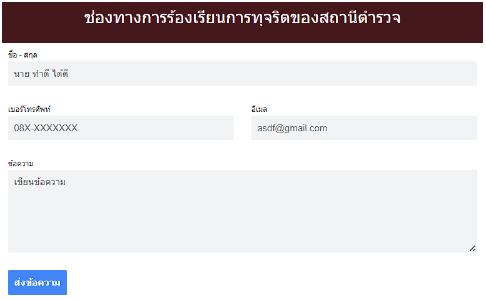 ช่องทางการร้องเรียนการทุจริตของสถานีตำรวจ
ชื่อ - สกุล
นาย ทำดี ได้ดี
เบอร์โทรศัพท์
อีเมล
08X-XXXXXXX
asdf@gmail.com
ข้อความ
เขียนข้อความ
ส่งข้อความ